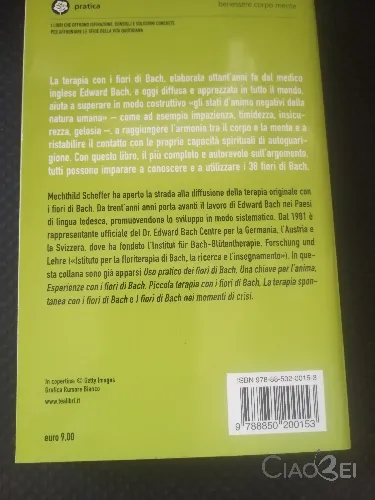 pratica
benessere corpo mente
I LIBRI CHE OFFRONO ISPIRAZIONE, CONSIGLI E SOLUZIONI CONCRETE
PER AFFRONTARE LE SFIDE DELLA VITA QUOTIDIANA
La terapia con i fiori di Bach, elaborata ottant'anni fa dal medico
inglese Edward Bach, e oggi diffusa e apprezzata in tutto il mondo,
aiuta a superare in modo costruttivo «gli stati d'animo negativi della
natura umana» – come ad esempio impazienza, timidezza, insicu-
rezza, gelosia –, a raggiungere l'armonia tra il corpo e la mente e a
ristabilire il contatto con le proprie capacità spirituali di autoguari-
gione. Con questo libro, il più completo e autorevole sull'argomento,
tutti possono imparare a conoscere e a utilizzare i 38 fiori di Bach.
Mechthild Scheffer ha aperto la strada alla diffusione della terapia originale con
i fiori di Bach. Da trent'anni porta avanti il lavoro di Edward Bach nei Paesi
di lingua tedesca, promuovendone lo sviluppo in modo sistematico. Dal 1981 è
rappresentante ufficiale del Dr. Edward Bach Centre per la Germania, l'Austria e
la Svizzera, dove ha fondato l'Institut für Bach-Blütentherapie, Forschung und
Lehre («Istituto per la floriterapia di Bach, la ricerca e l'insegnamento»). In que-
sta collana sono già apparsi Uso pratico dei fiori di Bach, Una chiave per l'anima,
Esperienze con i fiori di Bach, Piccola terapia con i fiori di Bach, La terapia spon-
tanea con i fiori di Bach e I fiori di Bach nei momenti di crisi.
In copertina: © Getty Images
Grafica Rumore Bianco
www.tealibri.it
euro 9,00
ISBN 978-88-502-0015-3
9 788850 200153
CIAO2EI